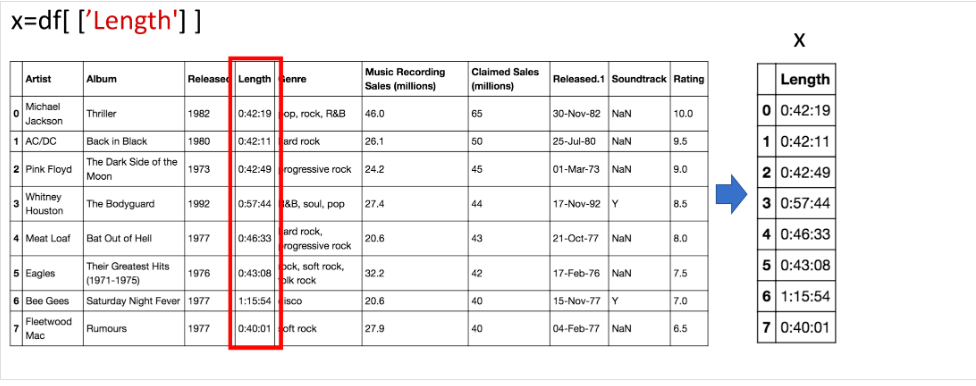 x=df[ ['Length'] ]
x
Artist Album Released Length Genre Music Recording Sales (millions) Claimed Sales (millions) Released.1 Soundtrack Rating
0 Michael Jackson Thriller 1982 0:42:19 pop, rock, R&B 46.0 65 30-Nov-82 NaN 10.0
1 AC/DC Back in Black 1980 0:42:11 hard rock 26.1 50 25-Jul-80 NaN 9.5
2 Pink Floyd The Dark Side of the Moon 1973 0:42:49 progressive rock 24.2 45 01-Mar-73 NaN 9.0
3 Whitney Houston The Bodyguard 1992 0:57:44 R&B, soul, pop 27.4 44 17-Nov-92 Y 8.5
4 Meat Loaf Bat Out of Hell 1977 0:46:33 hard rock, progressive rock 20.6 43 21-Oct-77 NaN 8.0
5 Eagles Their Greatest Hits (1971-1975) 1976 0:43:08 rock, soft rock, folk rock 32.2 42 17-Feb-76 NaN 7.5
6 Bee Gees Saturday Night Fever 1977 1:15:54 disco 20.6 40 15-Nov-77 Y 7.0
7 Fleetwood Mac Rumours 1977 0:40:01 soft rock 27.9 40 04-Feb-77 NaN 6.5
Length
0 0:42:19
1 0:42:11
2 0:42:49
3 0:57:44
4 0:46:33
5 0:43:08
6 1:15:54
7 0:40:01